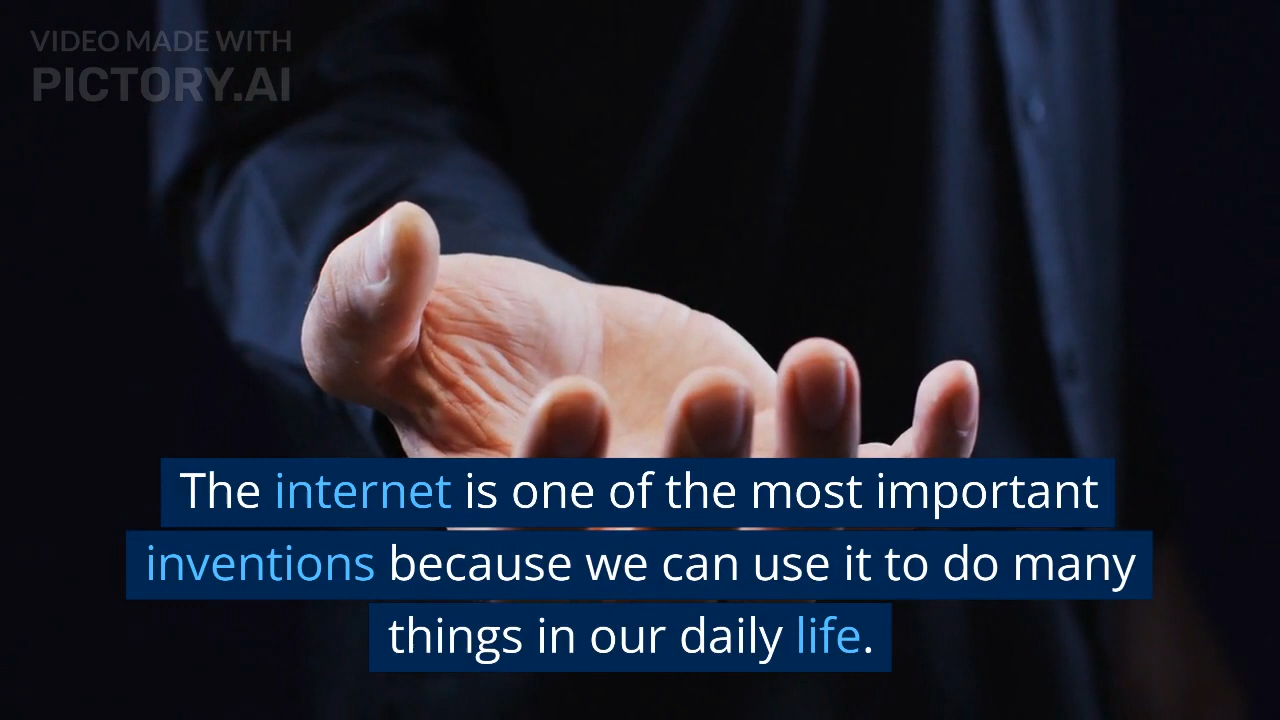 VIDEO MADE WITH
PICTORY.AI
The internet is one of the most important
inventions because we can use it to do many
things in our daily life.